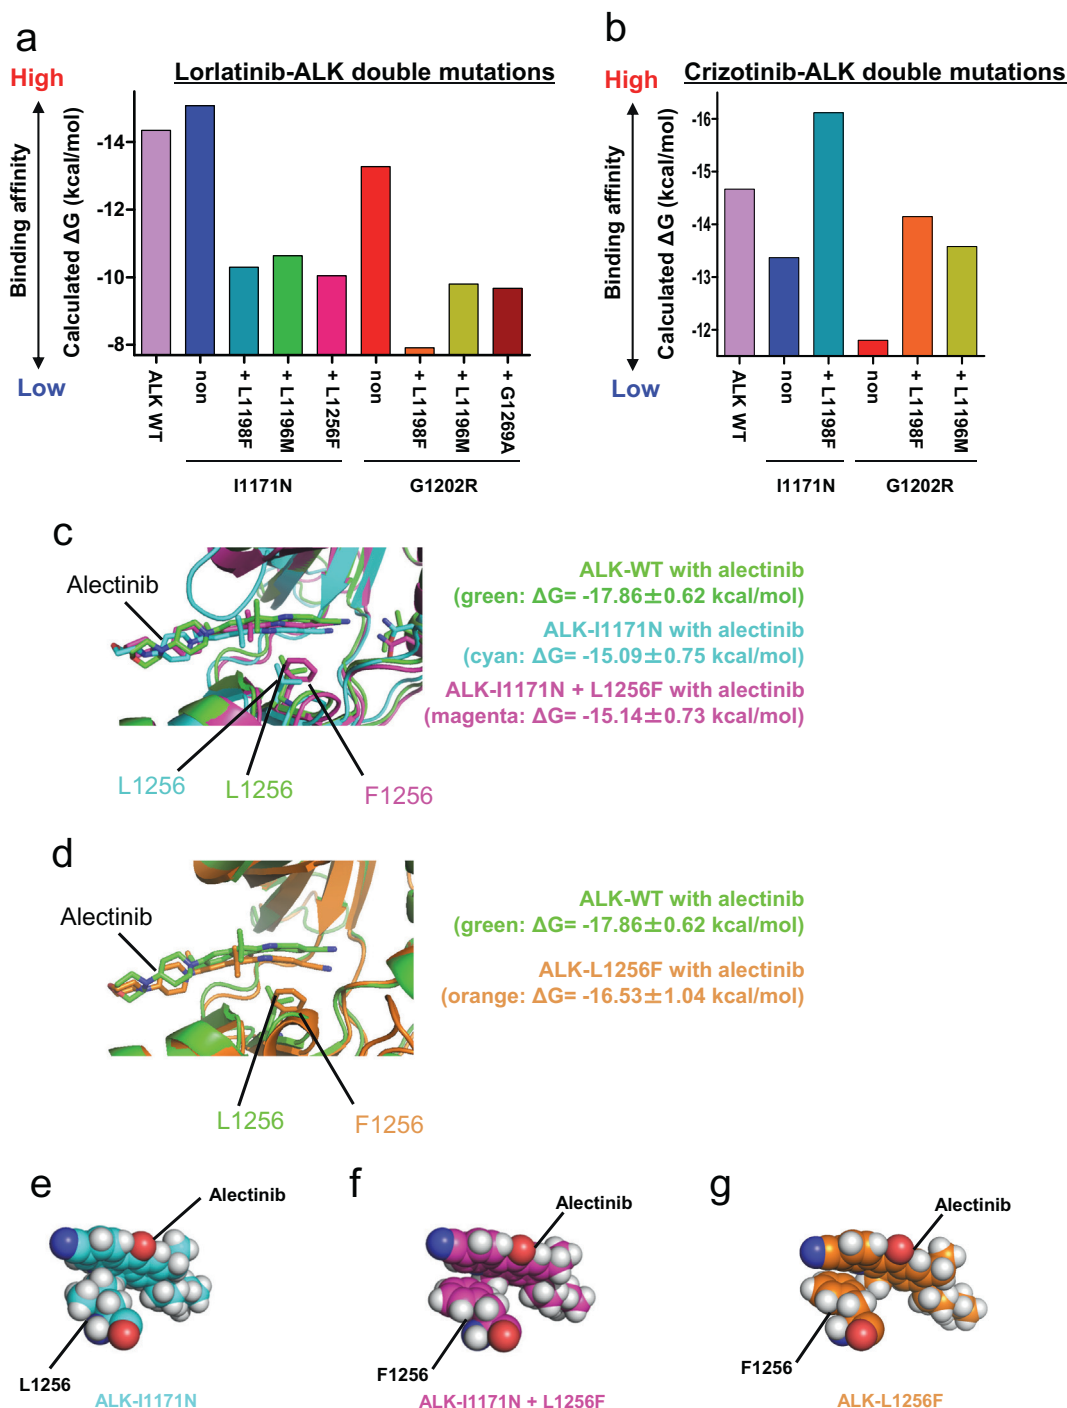 a
Lorlatinib-ALK double mutations
High
Binding affinity
Low
Calculated ΔG (kcal/mol)
-14
-12
-10
-8
ALK WT
non
+ L1198F
+ L1196M
+ L1256F
non
+ L1198F
+ L1196M
+ G1269A
I1171N
G1202R
b
Crizotinib-ALK double mutations
High
Binding affinity
Low
Calculated ΔG (kcal/mol)
-16
-15
-14
-13
-12
ALK WT
non
+ L1198F
non
+ L1198F
+ L1196M
I1171N
G1202R
c
Alectinib
L1256
L1256
F1256
ALK-WT with alectinib
(green: ΔG= -17.86±0.62 kcal/mol)
ALK-I1171N with alectinib
(cyan: ΔG= -15.09±0.75 kcal/mol)
ALK-I1171N + L1256F with alectinib
(magenta: ΔG= -15.14±0.73 kcal/mol)
d
Alectinib
L1256
F1256
ALK-WT with alectinib
(green: ΔG= -17.86±0.62 kcal/mol)
ALK-L1256F with alectinib
(orange: ΔG= -16.53±1.04 kcal/mol)
e
Alectinib
L1256
ALK-I1171N
f
Alectinib
F1256
ALK-I1171N + L1256F
g
Alectinib
F1256
ALK-L1256F